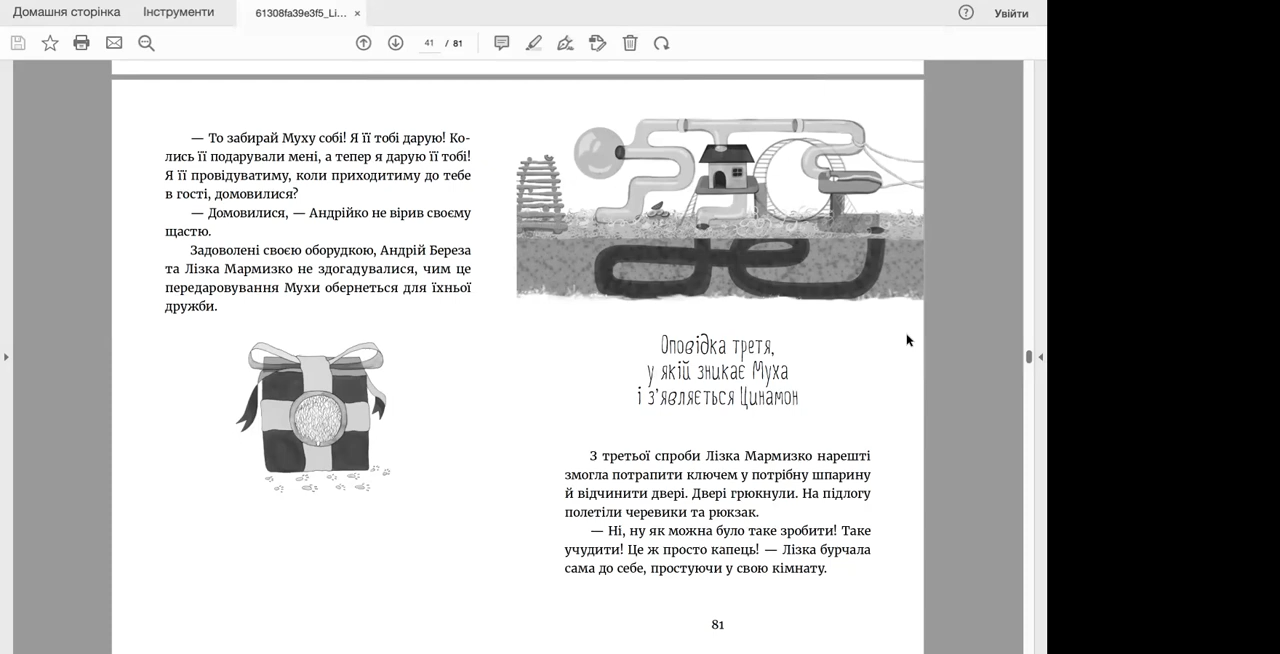 Домашня сторінка
Інструменти
61308fa39e3f5_Li... ×
?
Увійти
41 / 81
— То забирай Муху собі! Я її тобі дарую! Ко-
лись її подарували мені, а тепер я дарую її тобі!
Я її провідуватиму, коли приходитиму до тебе
в гості, домовилися?
— Домовилися, — Андрійко не вірив своєму
щастю.
Задоволені своєю оборудкою, Андрій Береза
та Лізка Мармизко не здогадувалися, чим це
передаровування Мухи обернеться для їхньої
дружби.
Оповідка третя,
у якій зникає Муха
і з’являється Цинамон
З третьої спроби Лізка Мармизко нарешті
змогла потрапити ключем у потрібну шпарину
й відчинити двері. Двері грюкнули. На підлогу
полетіли черевики та рюкзак.
— Ні, ну як можна було таке зробити! Таке
учудити! Це ж просто капець! — Лізка бурчала
сама до себе, простуючи у свою кімнату.
81